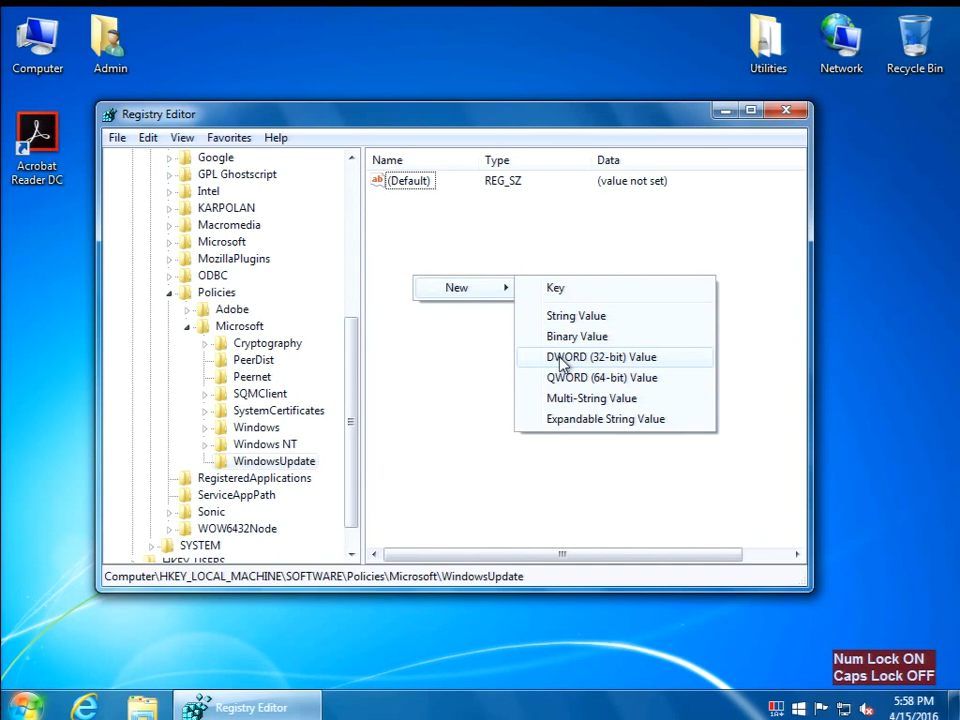 Computer
Admin
Utilities
Network
Recycle Bin
Acrobat
Reader DC
Registry Editor
File Edit View Favorites Help
Google
GPL Ghostscript
Intel
KARPOLAN
Macromedia
Microsoft
MozillaPlugins
ODBC
Policies
Adobe
Microsoft
Cryptography
PeerDist
Peernet
SQMClient
SystemCertificates
Windows
Windows NT
WindowsUpdate
RegisteredApplications
ServiceAppPath
Sonic
WOW6432Node
SYSTEM
HKEY_USERS
Name Type Data
ab (Default) REG_SZ (value not set)
New
Key
String Value
Binary Value
DWORD (32-bit) Value
QWORD (64-bit) Value
Multi-String Value
Expandable String Value
Computer\HKEY_LOCAL_MACHINE\SOFTWARE\Policies\Microsoft\WindowsUpdate
Num Lock ON
Caps Lock OFF
Registry Editor
5:58 PM
4/15/2016